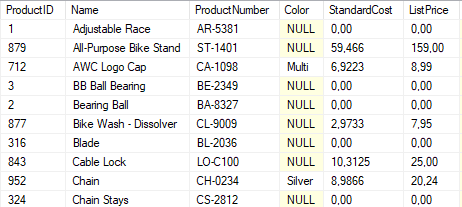 ProductID Name ProductNumber Color StandardCost ListPrice
1 Adjustable Race AR-5381 NULL 0,00 0,00
879 All-Purpose Bike Stand ST-1401 NULL 59,466 159,00
712 AWC Logo Cap CA-1098 Multi 6,9223 8,99
3 BB Ball Bearing BE-2349 NULL 0,00 0,00
2 Bearing Ball BA-8327 NULL 0,00 0,00
877 Bike Wash - Dissolver CL-9009 NULL 2,9733 7,95
316 Blade BL-2036 NULL 0,00 0,00
843 Cable Lock LO-C100 NULL 10,3125 25,00
952 Chain CH-0234 Silver 8,9866 20,24
324 Chain Stays CS-2812 NULL 0,00 0,00